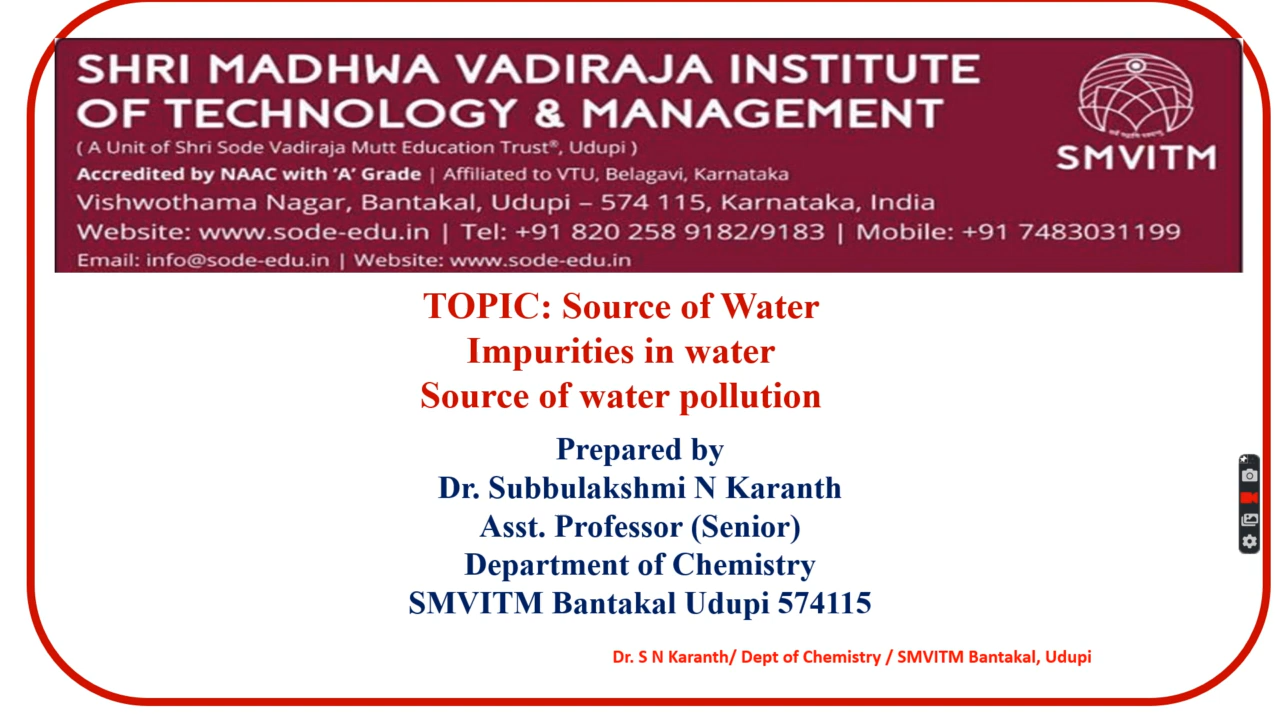 SHRI MADHWA VADIRAJA INSTITUTE
OF TECHNOLOGY & MANAGEMENT
( A Unit of Shri Sode Vadiraja Mutt Education Trust®, Udupi )
Accredited by NAAC with ‘A’ Grade | Affiliated to VTU, Belagavi, Karnataka
Vishwothama Nagar, Bantakal, Udupi – 574 115, Karnataka, India
Website: www.sode-edu.in | Tel: +91 820 258 9182/9183 | Mobile: +91 7483031199
Email: info@sode-edu.in | Website: www.sode-edu.in
SMVITM
TOPIC: Source of Water
Impurities in water
Source of water pollution
Prepared by
Dr. Subbulakshmi N Karanth
Asst. Professor (Senior)
Department of Chemistry
SMVITM Bantakal Udupi 574115
Dr. S N Karanth/ Dept of Chemistry / SMVITM Bantakal, Udupi